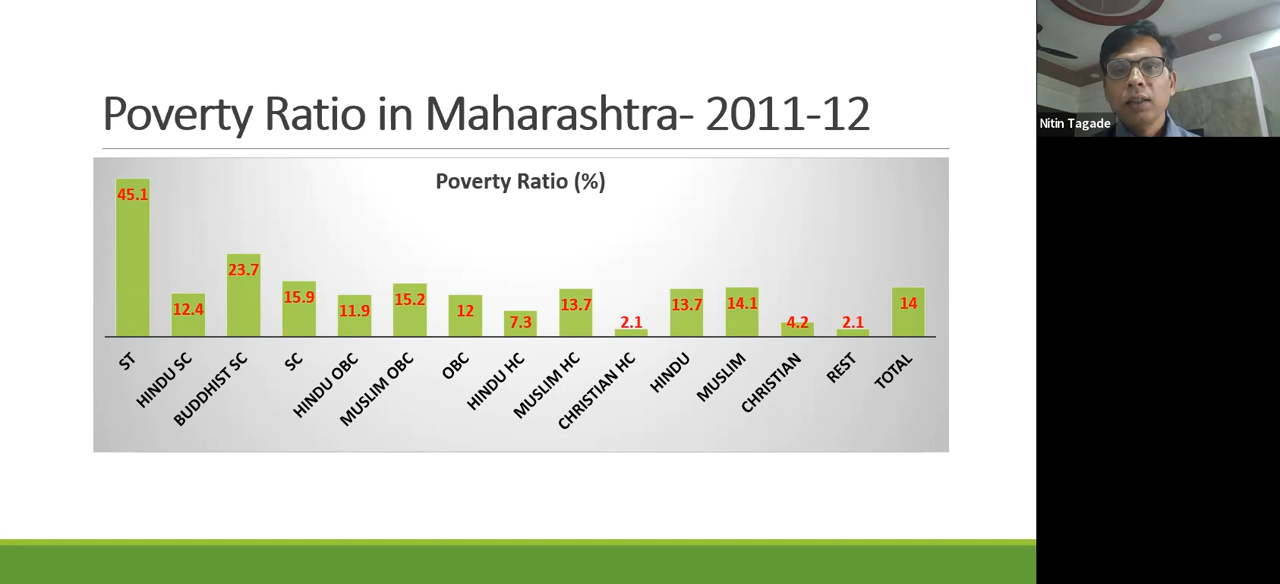 Poverty Ratio in Maharashtra- 2011-12
Nitin Tagade
Poverty Ratio (%)
45.1
12.4
23.7
15.9
11.9
15.2
12
7.3
13.7
2.1
13.7
14.1
4.2
2.1
14
ST
HINDU SC
BUDDHIST SC
SC
HINDU OBC
MUSLIM OBC
OBC
HINDU HC
MUSLIM HC
CHRISTIAN HC
HINDU
MUSLIM
CHRISTIAN
REST
TOTAL